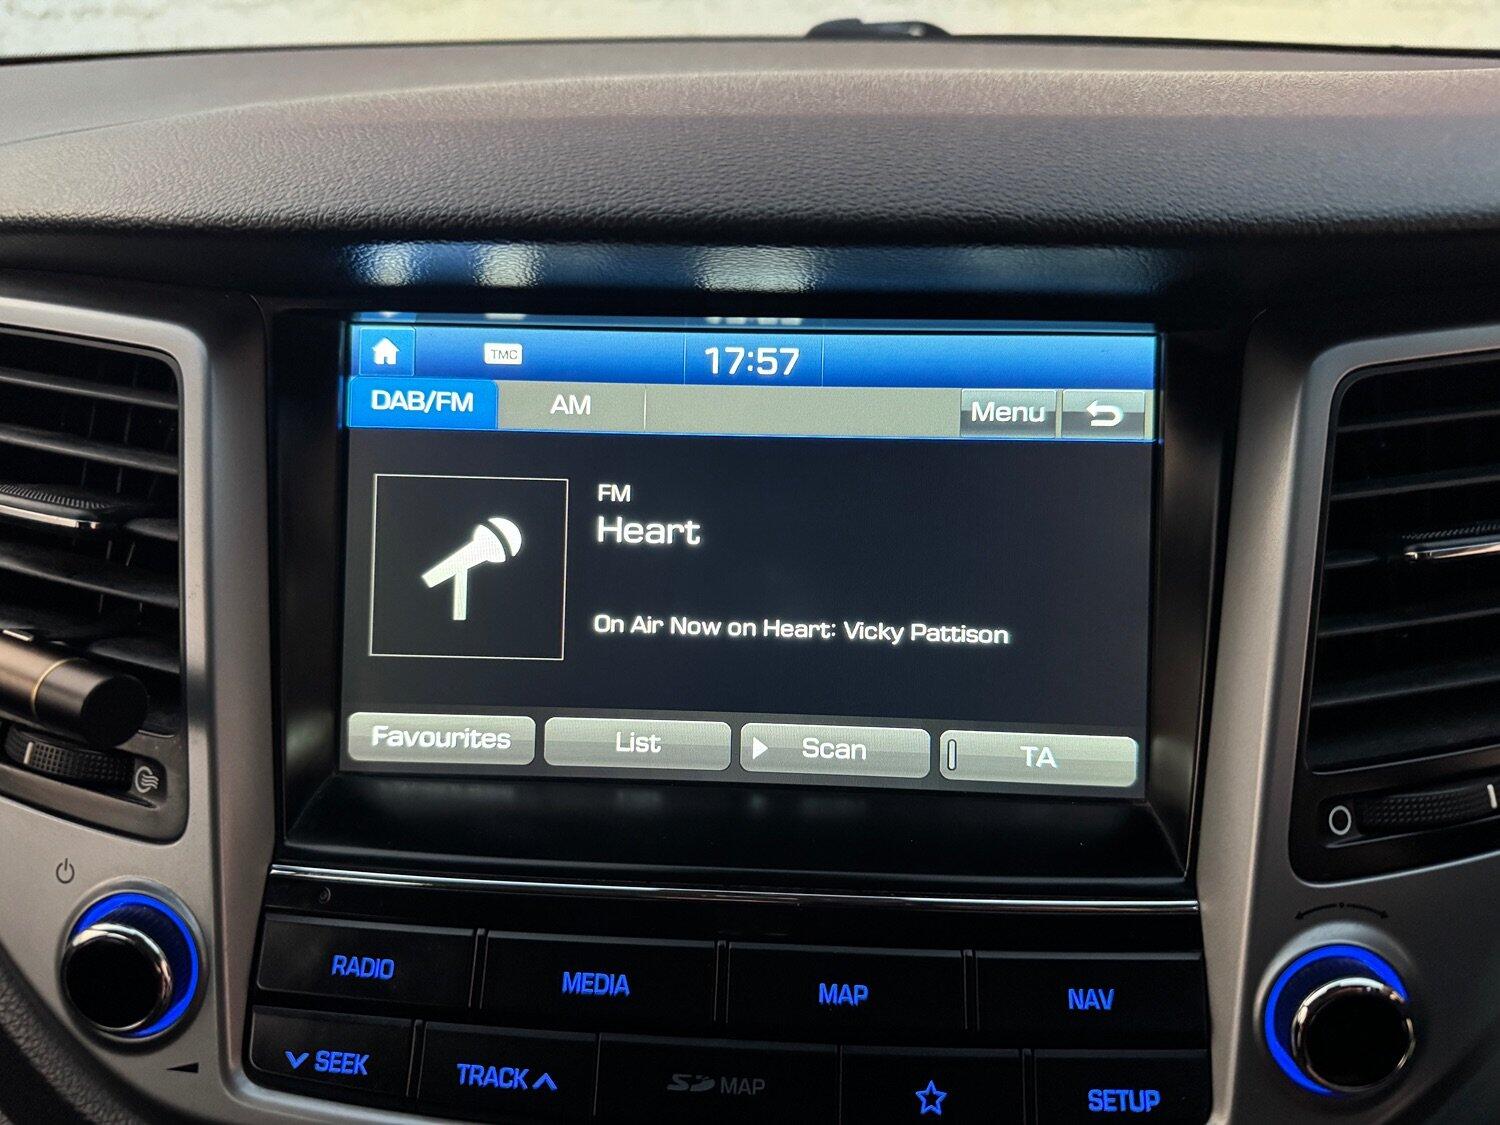 TMC
17:57
DAB/FM
AM
Menu
FM
Heart
On Air Now on Heart: Vicky Pattison
Favourites
List
Scan
TA
RADIO
MEDIA
MAP
NAV
SEEK
TRACK
SD MAP
SETUP